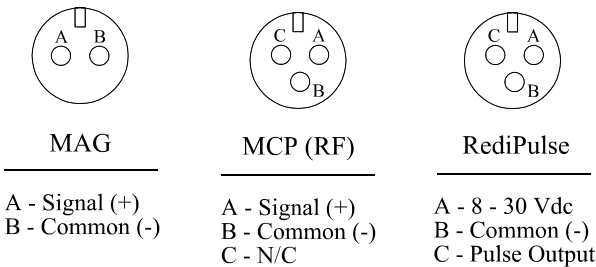 A B
MAG
A - Signal (+)
B - Common (-)
C A
B
MCP (RF)
A - Signal (+)
B - Common (-)
C - N/C
C A
B
RediPulse
A - 8 - 30 Vdc
B - Common (-)
C - Pulse Output